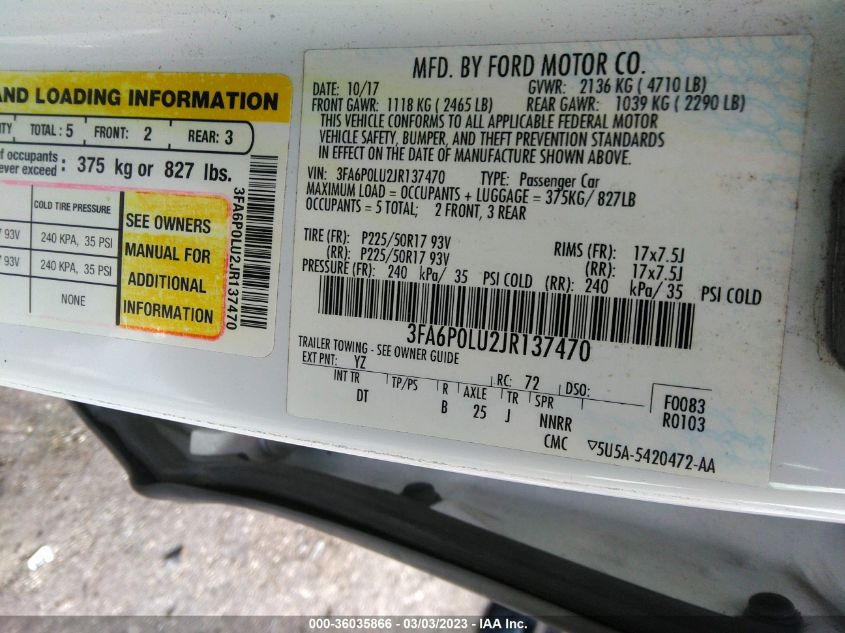 AND LOADING INFORMATION
TOTAL: 5 FRONT: 2 REAR: 3
of occupants
ever exceed : 375 kg or 827 lbs.
COLD TIRE PRESSURE
93V 240 KPA, 35 PSI
93V 240 KPA, 35 PSI
NONE
SEE OWNERS
MANUAL FOR
ADDITIONAL
INFORMATION
3FA6P0LU2JR137470
MFD. BY FORD MOTOR CO.
DATE: 10/17 GVWR: 2136 KG ( 4710 LB)
FRONT GAWR: 1118 KG ( 2465 LB) REAR GAWR: 1039 KG ( 2290 LB)
THIS VEHICLE CONFORMS TO ALL APPLICABLE FEDERAL MOTOR
VEHICLE SAFETY, BUMPER, AND THEFT PREVENTION STANDARDS
IN EFFECT ON THE DATE OF MANUFACTURE SHOWN ABOVE.
VIN: 3FA6P0LU2JR137470 TYPE: Passenger Car
MAXIMUM LOAD = OCCUPANTS + LUGGAGE = 375KG/ 827LB
OCCUPANTS = 5 TOTAL; 2 FRONT, 3 REAR
TIRE (FR): P225/50R17 93V RIMS (FR): 17x7.5J
(RR): P225/50R17 93V (RR): 17x7.5J
PRESSURE (FR): 240 kPa/ 35 PSI COLD (RR): 240 kPa/ 35 PSI COLD
3FA6P0LU2JR137470
TRAILER TOWING - SEE OWNER GUIDE
EXT PNT: YZ RC: 72 DSO:
INT TR TP/PS R AXLE TR SPR
DT B 25 J NNRR
CMC
F0083
R0103
▽5U5A-5420472-AA
000-36035866 - 03/03/2023 - IAAI.com